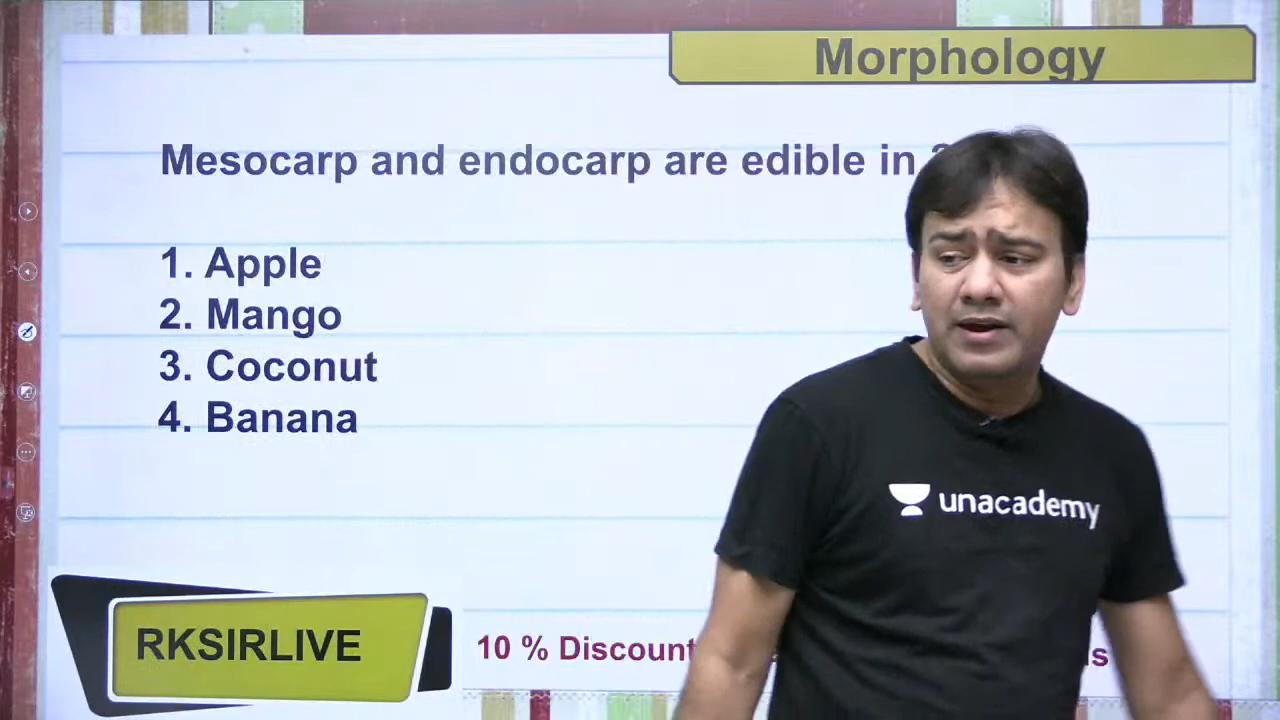 Morphology
Mesocarp and endocarp are edible in
1. Apple
2. Mango
3. Coconut
4. Banana
unacademy
RKSIRLIVE
10 % Discount